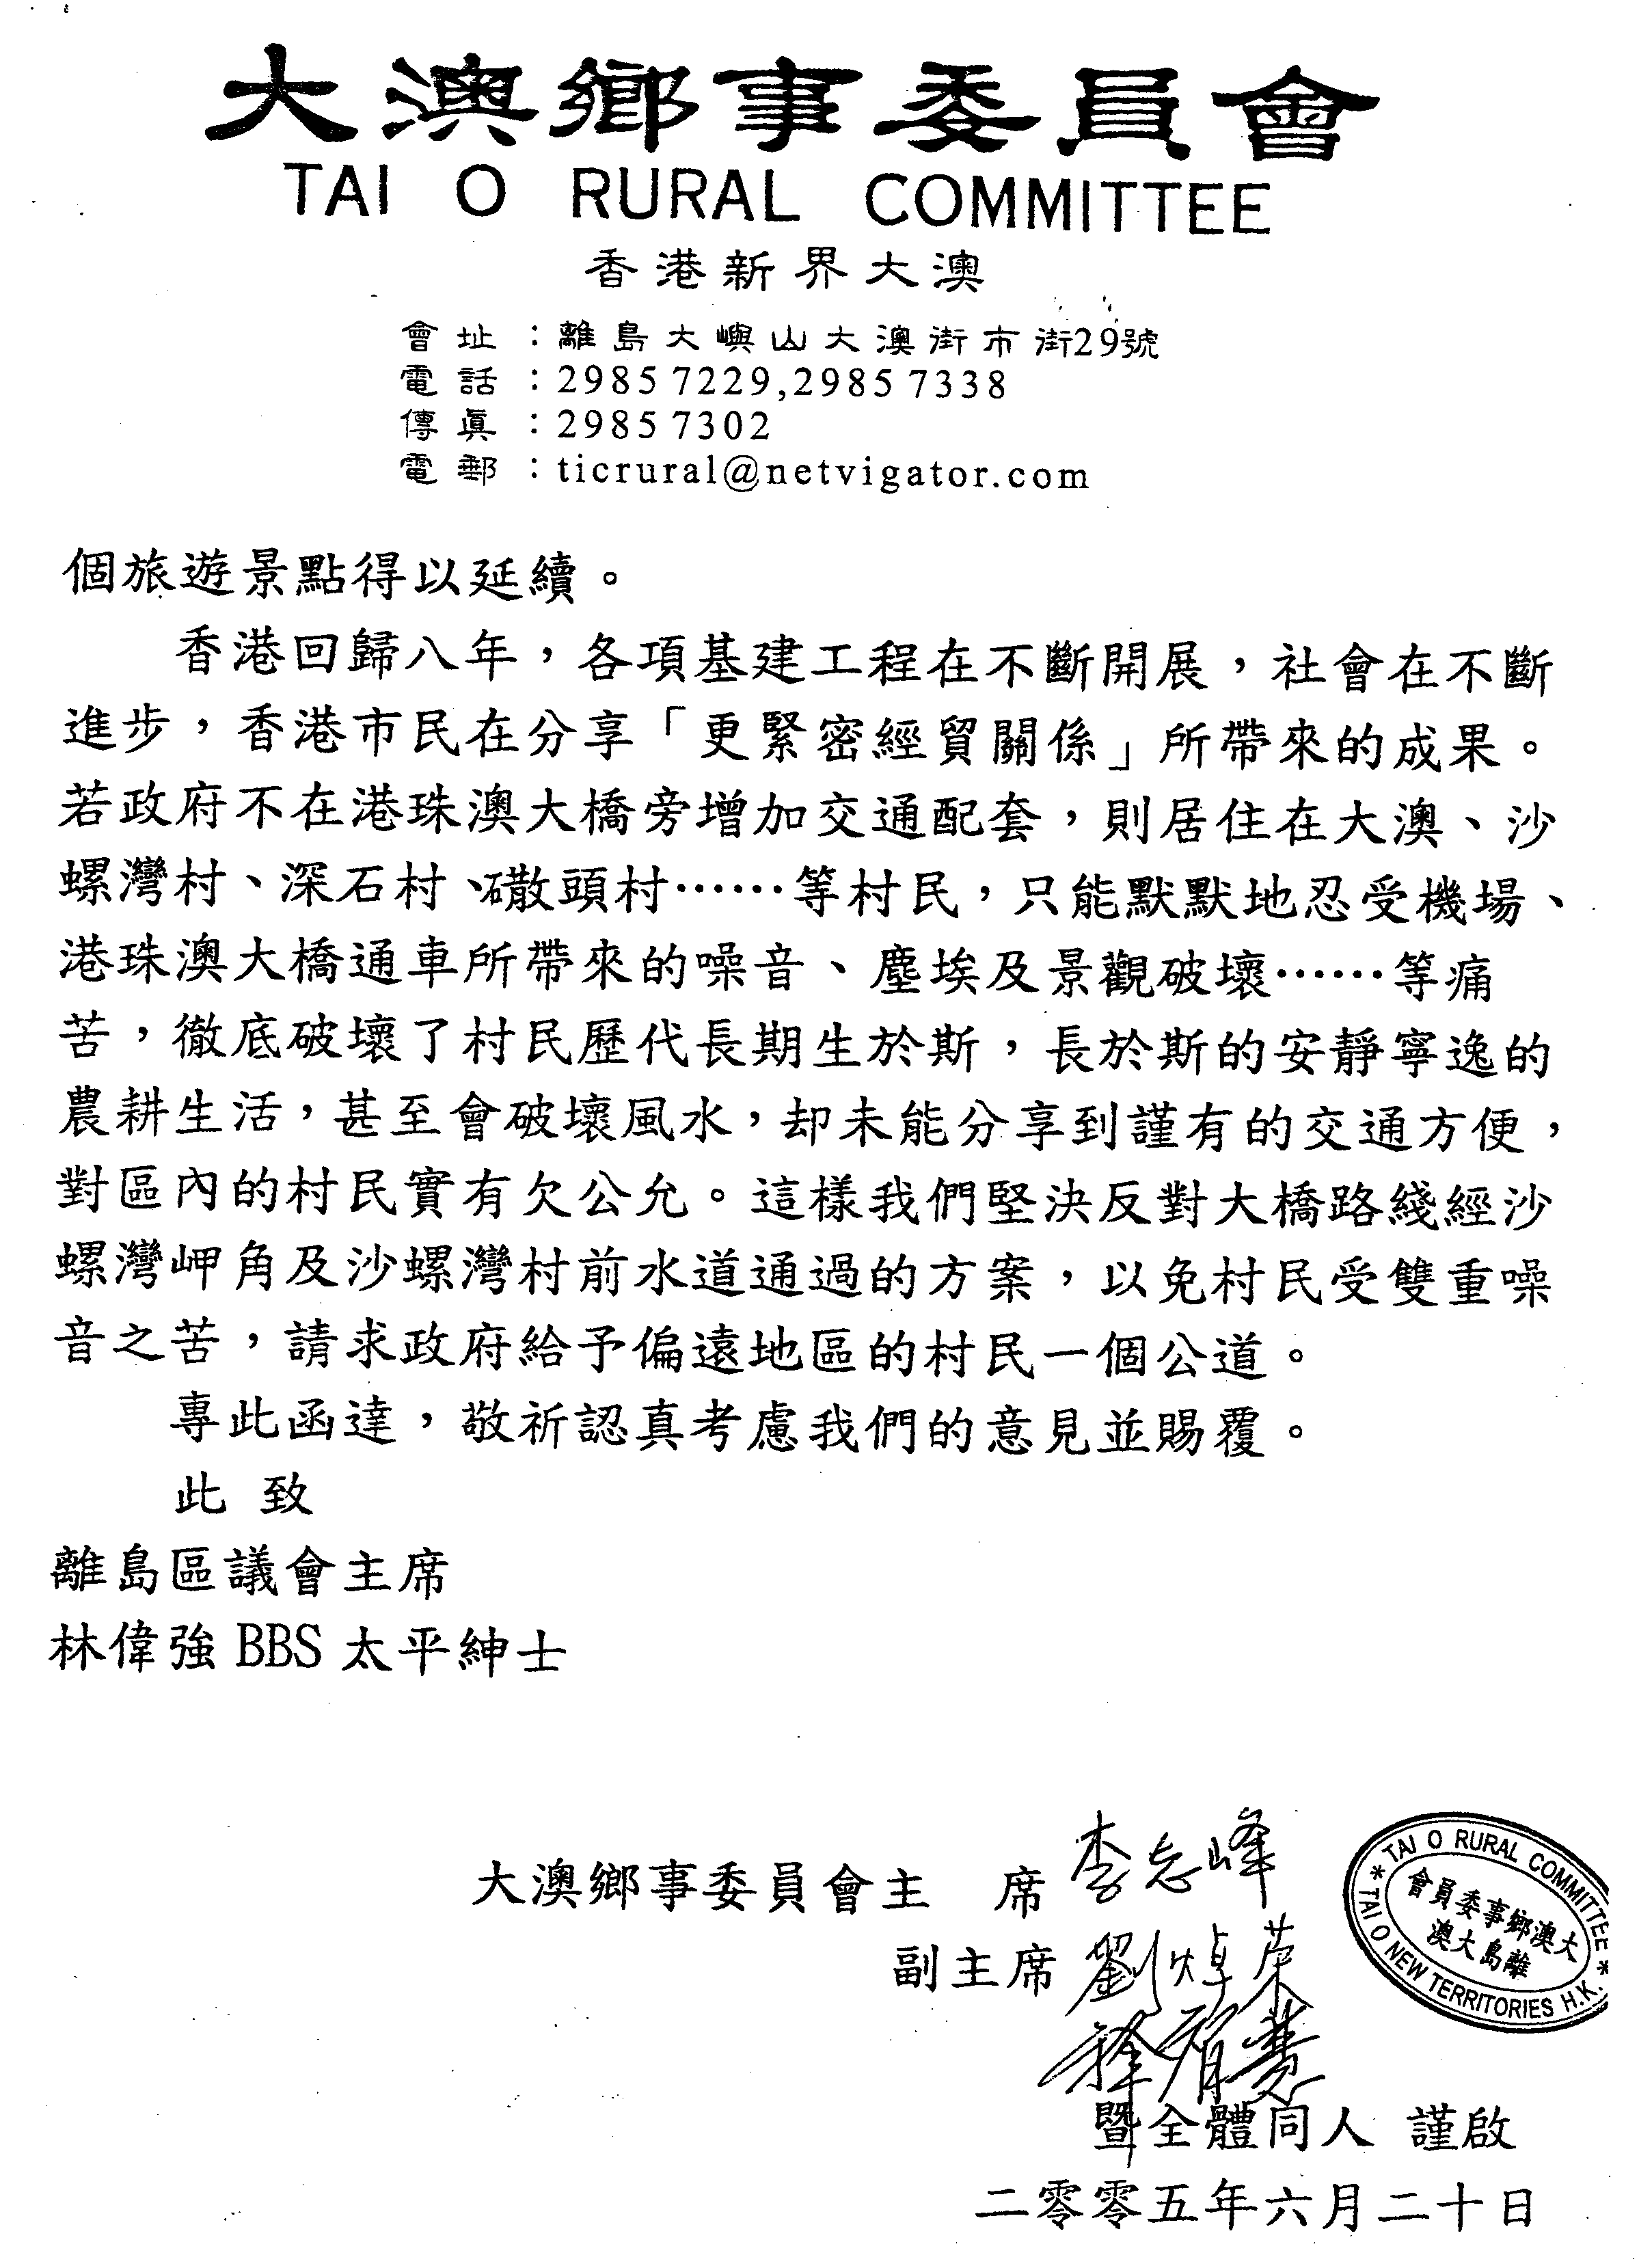 大澳鄉事委員會
TAI O RURAL COMMITTEE
香港新界大澳
會址：離島大嶼山大澳街市街29號
電話：2985 7229,2985 7338
傳眞：2985 7302
電郵：ticrural@netvigator.com
個旅遊景點得以延續。
香港回歸八年，各項基建工程在不斷開展，社會在不斷
進步，香港市民在分享「更緊密經貿關係」所帶來的成果。
若政府不在港珠澳大橋旁增加交通配套，則居住在大澳、沙
螺灣村、深石村、䃟頭村……等村民，只能默默地忍受機場、
港珠澳大橋通車所帶來的噪音、塵埃及景觀破壞……等痛
苦，徹底破壞了村民歷代長期生於斯，長於斯的安靜寧逸的
農耕生活，甚至會破壞風水，却未能分享到謹有的交通方便，
對區內的村民實有欠公允。這樣我們堅決反對大橋路綫經沙
螺灣岬角及沙螺灣村前水道通過的方案，以免村民受雙重噪
音之苦，請求政府給予偏遠地區的村民一個公道。
專此函達，敬祈認真考慮我們的意見並賜覆。
此 致
離島區議會主席
林偉強 BBS 太平紳士
大澳鄉事委員會主 席 李志峰
副主席 劉焯榮
暨全體同人 謹啟
二零零五年六月二十日
TAI O RURAL COMMITTEE
會員委事鄉澳大
澳大島離
* TAI O NEW TERRITORIES H.K. *